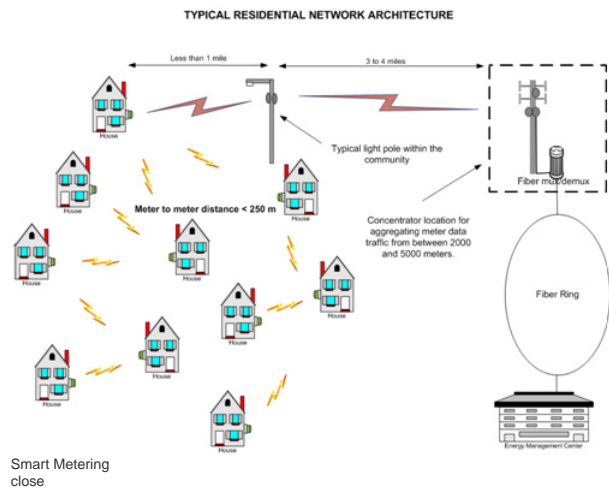 TYPICAL RESIDENTIAL NETWORK ARCHITECTURE
Less than 1 mile
3 to 4 miles
House
Typical light pole within the
community
Fiber mux/demux
House
House
Meter to meter distance < 250 m
Concentrator location for
aggregating meter data
traffic from between 2000
and 5000 meters.
House
House
House
House
Fiber Ring
House
House
House
Energy Management Center
Smart Metering
close